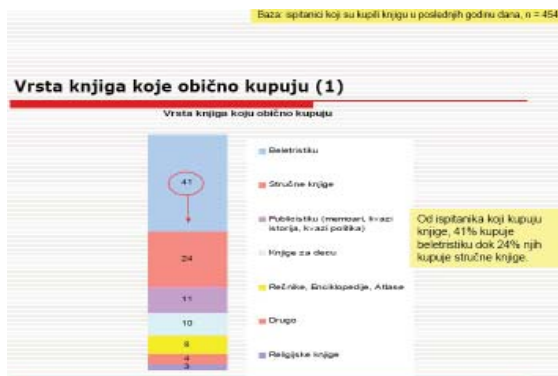 Baza: ispitanici koji su kupili knjigu u poslednjih godinu dana, n = 454
Vrsta knjiga koje obično kupuju (1)
Vrsta knjiga koju obično kupuju
41
24
11
10
8
4
3
Beletristiku
Stručne knjige
Publicistiku (memoari, kvazi
istorija, kvazi politika)
Knjige za decu
Rečnike, Enciklopedije, Atlase
Drugo
Religijske knjige
Od ispitanika koji kupuju
knjige, 41% kupuje
beletristiku dok 24% njih
kupuje stručne knjige.